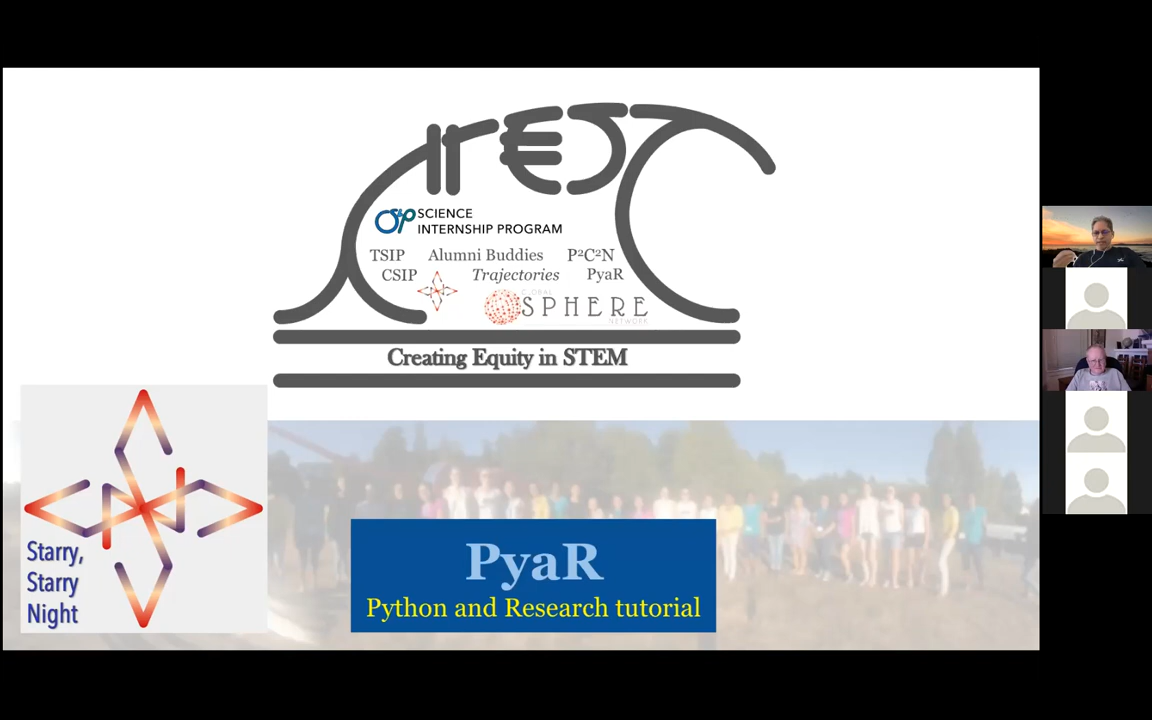 SCIENCE
INTERNSHIP PROGRAM
TSIP Alumni Buddies P²C²N
CSIP Trajectories PyaR
SPHERE
NETWORK
Creating Equity in STEM
Starry,
Starry
Night
PyaR
Python and Research tutorial